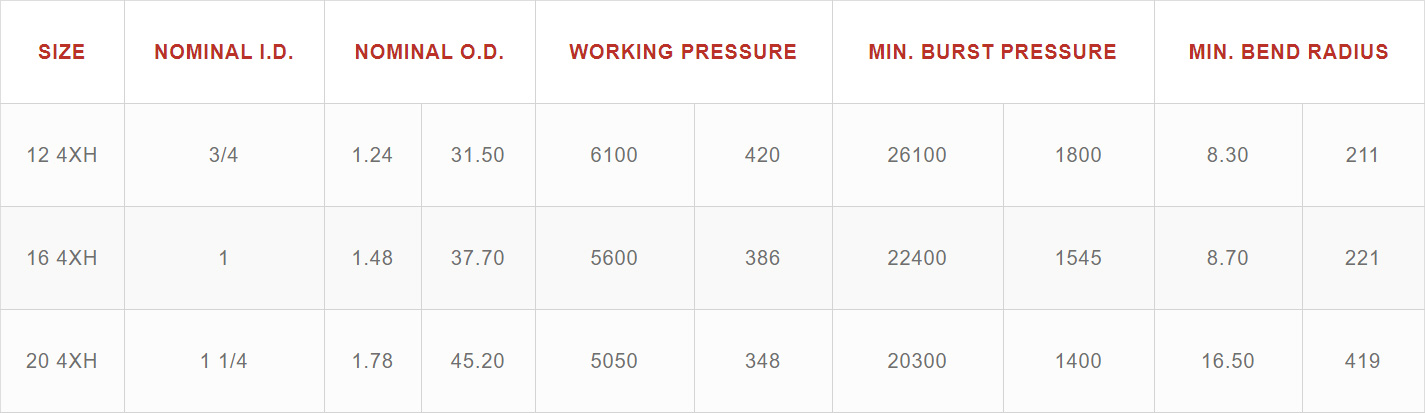 SIZE NOMINAL I.D. NOMINAL O.D. WORKING PRESSURE MIN. BURST PRESSURE MIN. BEND RADIUS
12 4XH 3/4 1.24 31.50 6100 420 26100 1800 8.30 211
16 4XH 1 1.48 37.70 5600 386 22400 1545 8.70 221
20 4XH 1 1/4 1.78 45.20 5050 348 20300 1400 16.50 419